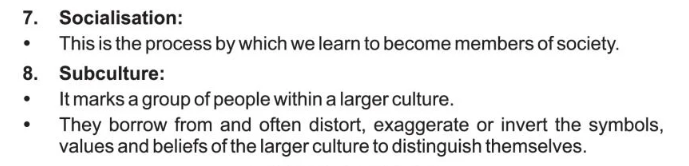 7. Socialisation:
• This is the process by which we learn to become members of society.
8. Subculture:
• It marks a group of people within a larger culture.
• They borrow from and often distort, exaggerate or invert the symbols,
values and beliefs of the larger culture to distinguish themselves.